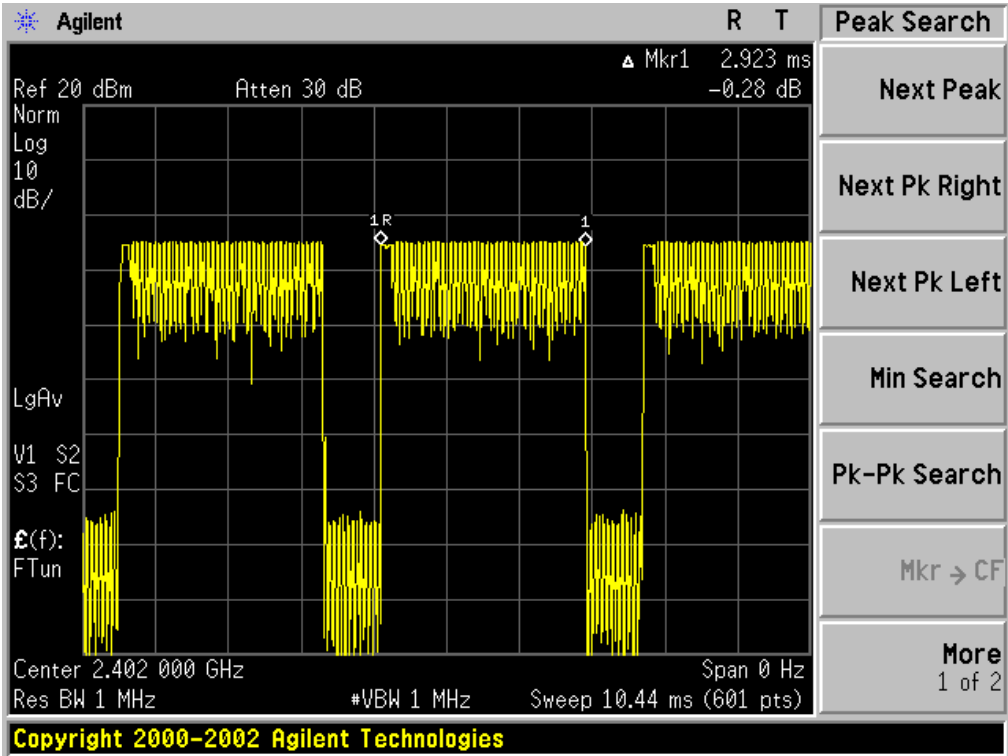 Agilent R T Peak Search
▲ Mkr1 2.923 ms
Ref 20 dBm Atten 30 dB -0.28 dB
Norm
Log
10
dB/
1R 1
LgAv
V1 S2
S3 FC
£(f):
FTun
Center 2.402 000 GHz Span 0 Hz
Res BW 1 MHz #VBW 1 MHz Sweep 10.44 ms (601 pts)
Copyright 2000-2002 Agilent Technologies
Next Peak
Next Pk Right
Next Pk Left
Min Search
Pk-Pk Search
Mkr → CF
More
1 of 2